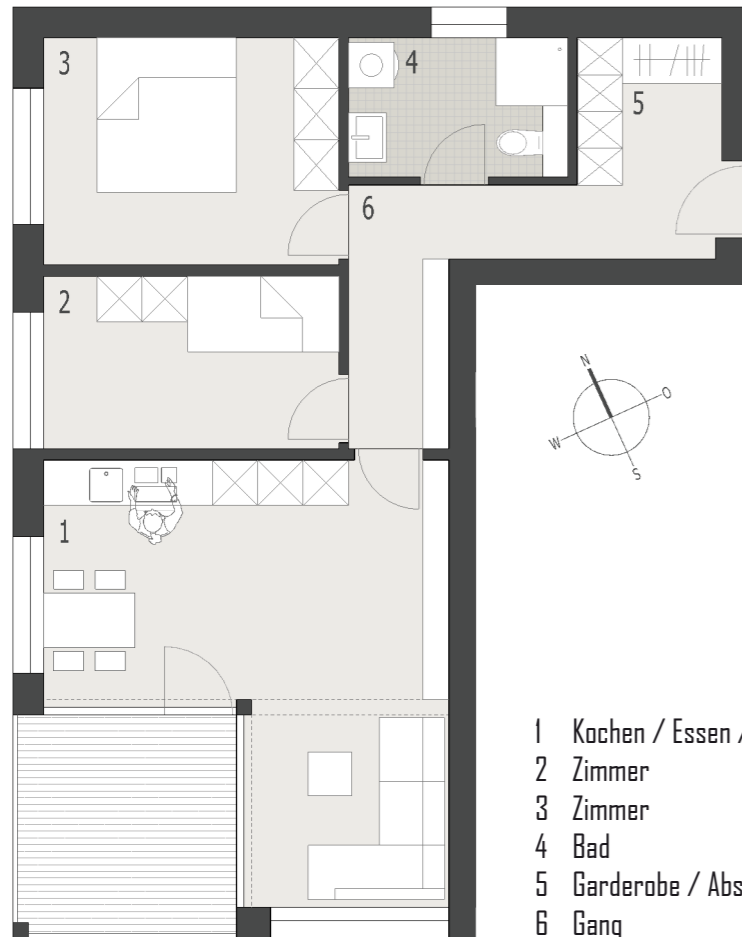 3
4
5
6
2
N
O
W
S
1
1 Kochen / Essen /
2 Zimmer
3 Zimmer
4 Bad
5 Garderobe / Abs
6 Gang